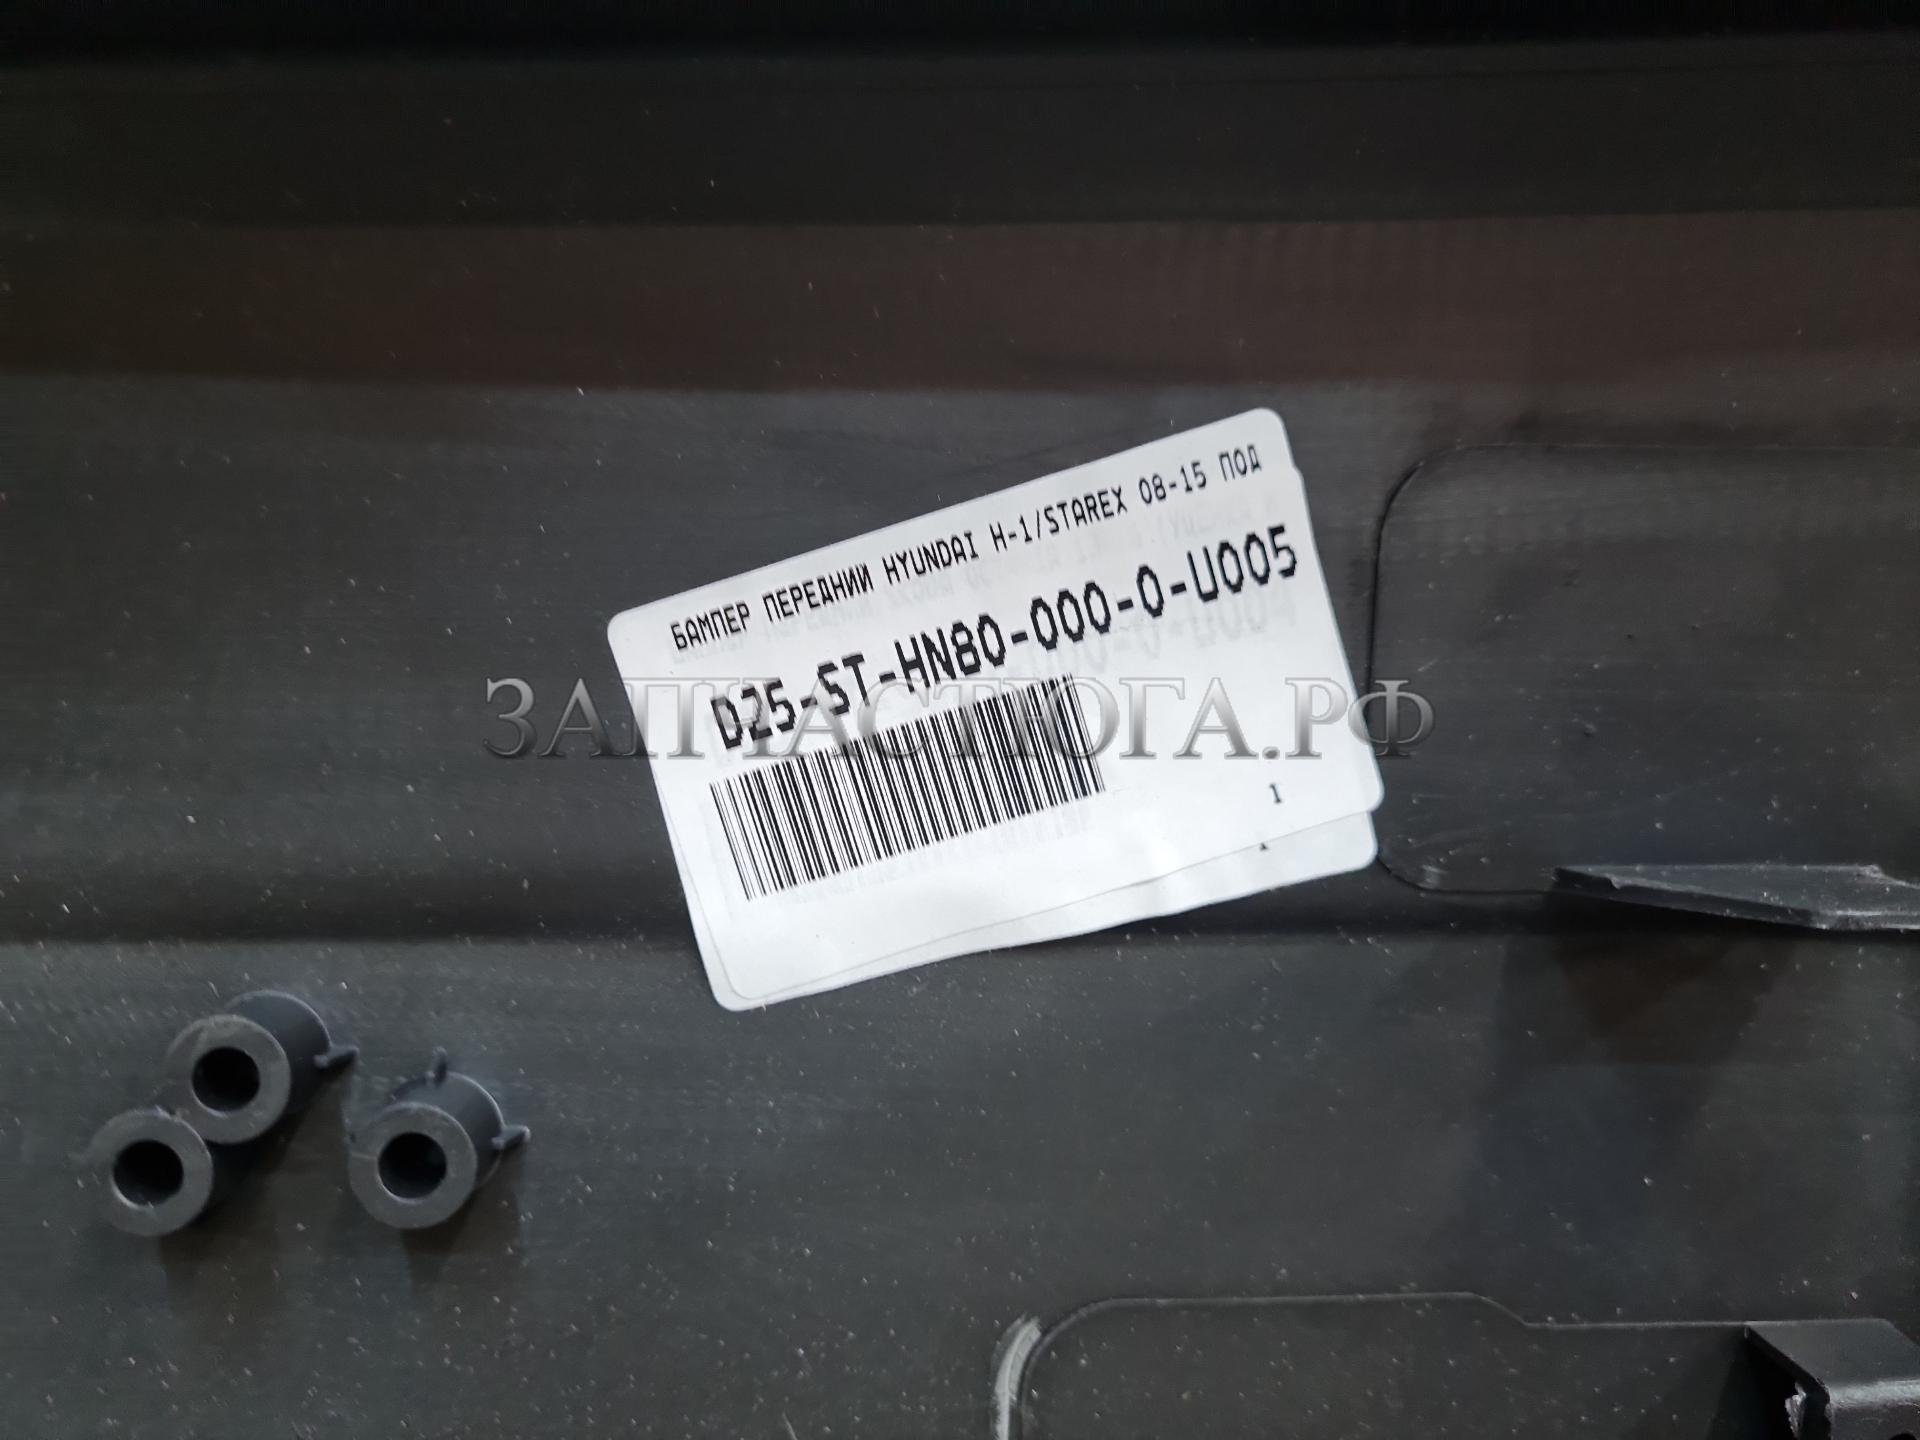 БАМПЕР ПЕРЕДНИЙ HYUNDAI H-1/STAREX 08-15 ПОД
D25-ST-HN80-000-0-U005
ЗАПЧАСТЮГА.РФ
1